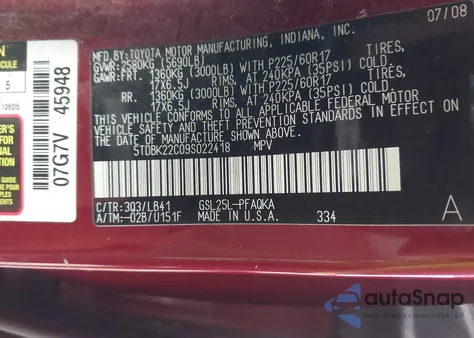 07/08
MFD. BY:TOYOTA MOTOR MANUFACTURING, INDIANA, INC.
GVWR:2580KG (5690LB)
GAWR:FRT. 1360KG (3000LB) WITH P225/60R17 TIRES,
17X6.5J RIMS, AT 240KPA (35PSI) COLD.
RR. 1360KG (3000LB) WITH P225/60R17 TIRES,
17X6.5J RIMS, AT 240KPA (35PSI) COLD.
THIS VEHICLE CONFORMS TO ALL APPLICABLE FEDERAL MOTOR
VEHICLE SAFETY, BUMPER, AND THEFT PREVENTION STANDARDS IN EFFECT
ON THE DATE OF MANUFACTURE SHOWN ABOVE.
5TDBK22C09S022418 MPV
C/TR:3Q3/LB41 GSL25L-PFAQKA A
A/TM:-02B/U151F MADE IN U.S.A. 334
07G7V 45948
5
autoSnap